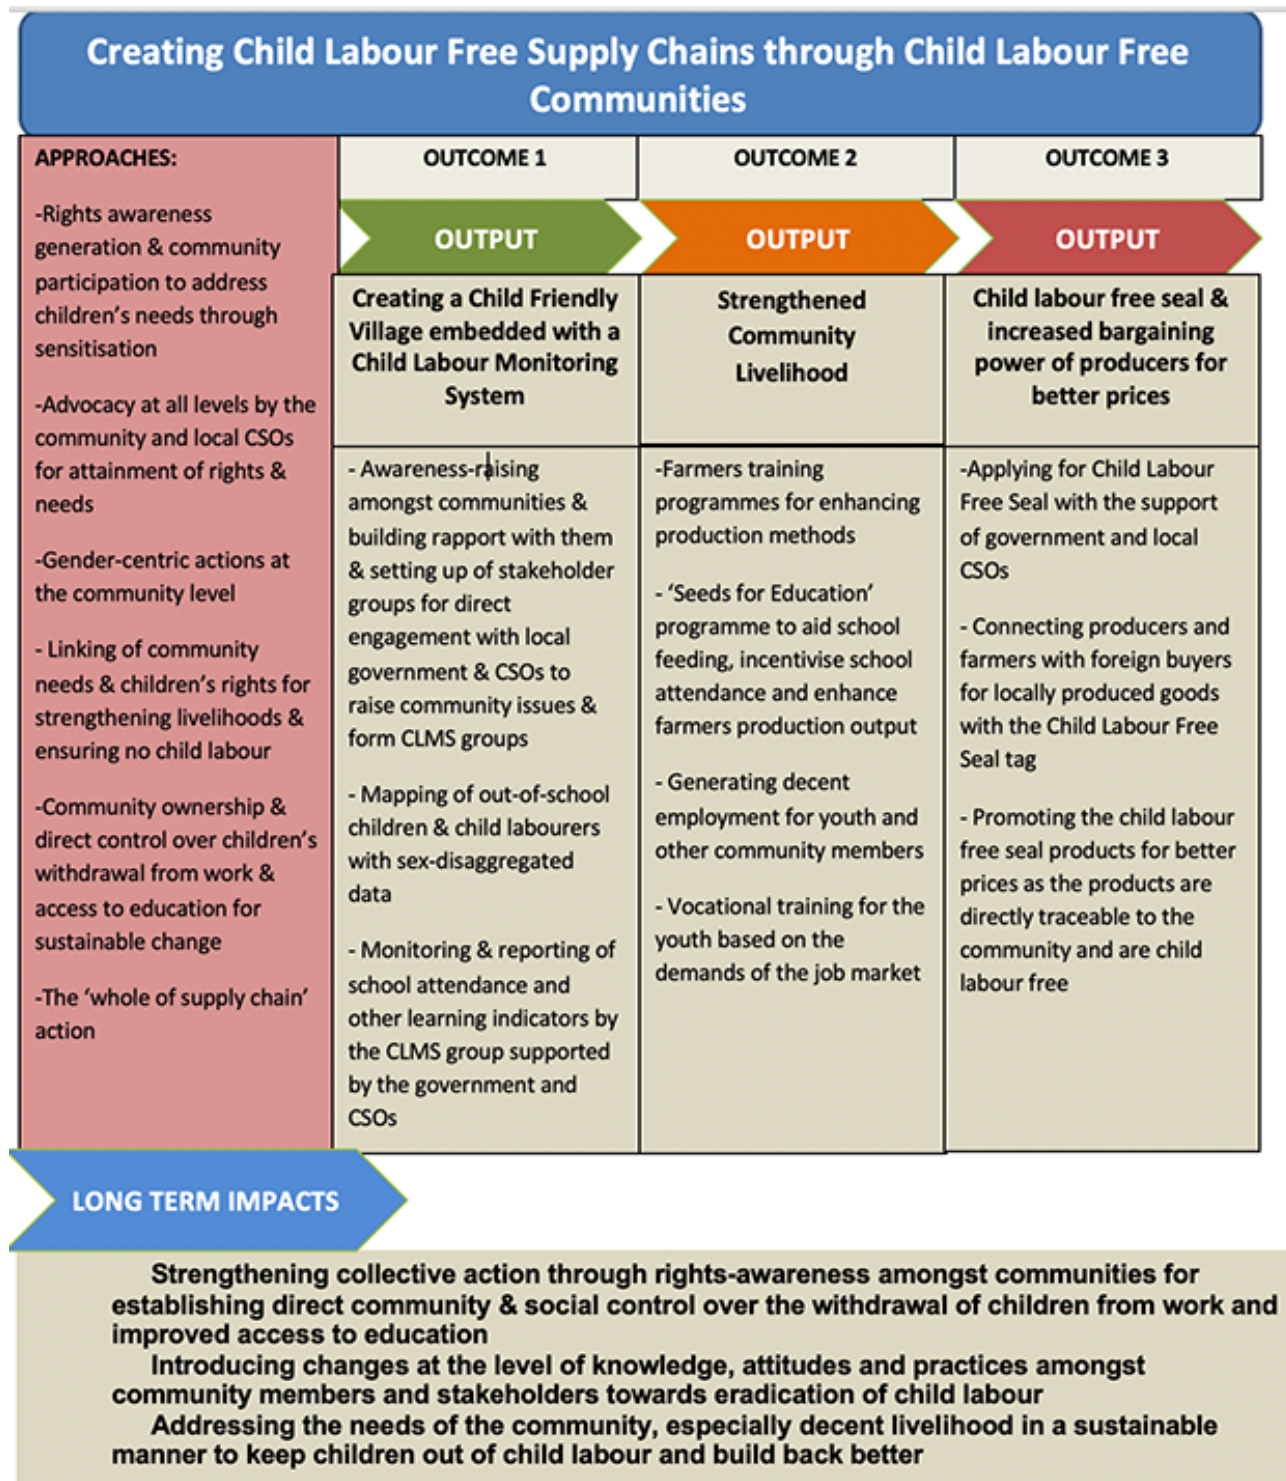 Creating Child Labour Free Supply Chains through Child Labour Free
Communities
APPROACHES:
-Rights awareness
generation & community
participation to address
children’s needs through
sensitisation
-Advocacy at all levels by the
community and local CSOs
for attainment of rights &
needs
-Gender-centric actions at
the community level
- Linking of community
needs & children’s rights for
strengthening livelihoods &
ensuring no child labour
-Community ownership &
direct control over children’s
withdrawal from work &
access to education for
sustainable change
-The ‘whole of supply chain’
action
OUTCOME 1
OUTPUT
Creating a Child Friendly
Village embedded with a
Child Labour Monitoring
System
- Awareness-raising
amongst communities &
building rapport with them
& setting up of stakeholder
groups for direct
engagement with local
government & CSOs to
raise community issues &
form CLMS groups
- Mapping of out-of-school
children & child labourers
with sex-disaggregated
data
- Monitoring & reporting of
school attendance and
other learning indicators by
the CLMS group supported
by the government and
CSOs
OUTCOME 2
OUTPUT
Strengthened
Community
Livelihood
-Farmers training
programmes for enhancing
production methods
- ‘Seeds for Education’
programme to aid school
feeding, incentivise school
attendance and enhance
farmers production output
- Generating decent
employment for youth and
other community members
- Vocational training for the
youth based on the
demands of the job market
OUTCOME 3
OUTPUT
Child labour free seal &
increased bargaining
power of producers for
better prices
-Applying for Child Labour
Free Seal with the support
of government and local
CSOs
- Connecting producers and
farmers with foreign buyers
for locally produced goods
with the Child Labour Free
Seal tag
- Promoting the child labour
free seal products for better
prices as the products are
directly traceable to the
community and are child
labour free
LONG TERM IMPACTS
Strengthening collective action through rights-awareness amongst communities for
establishing direct community & social control over the withdrawal of children from work and
improved access to education
Introducing changes at the level of knowledge, attitudes and practices amongst
community members and stakeholders towards eradication of child labour
Addressing the needs of the community, especially decent livelihood in a sustainable
manner to keep children out of child labour and build back better